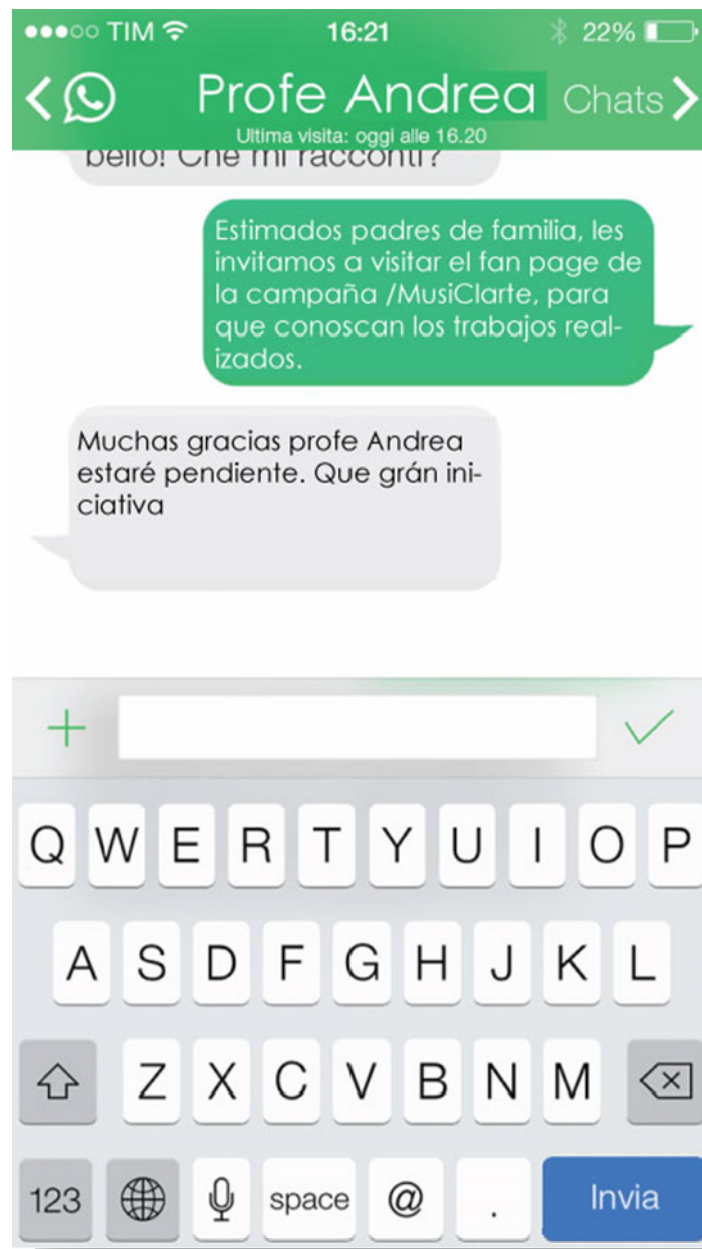 TIM 16:21 22%
Profe Andrea Chats
Ultima visita: oggi alle 16.20
bello! Che mi racconti?
Estimados padres de familia, les
invitamos a visitar el fan page de
la campaña /MusiClarte, para
que conoscan los trabajos real-
izados.
Muchas gracias profe Andrea
estaré pendiente. Que grán ini-
ciativa
Q W E R T Y U I O P
A S D F G H J K L
Z X C V B N M
123 space @ . Invia